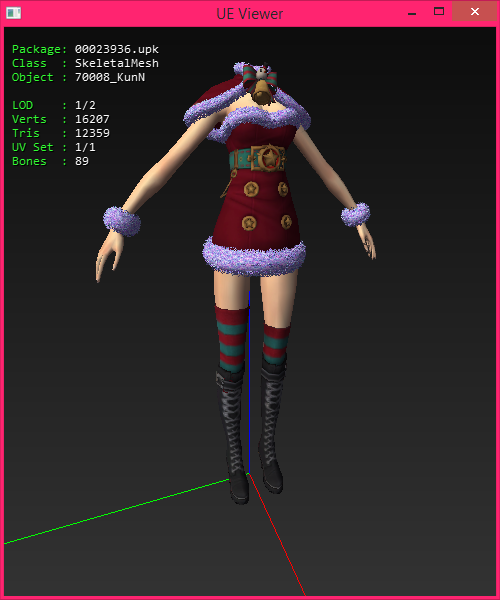 UE Viewer
Package: 00023936.upk
Class : SkeletalMesh
Object : 70008_KunN
LOD : 1/2
Verts : 16207
Tris : 12359
UV Set : 1/1
Bones : 89